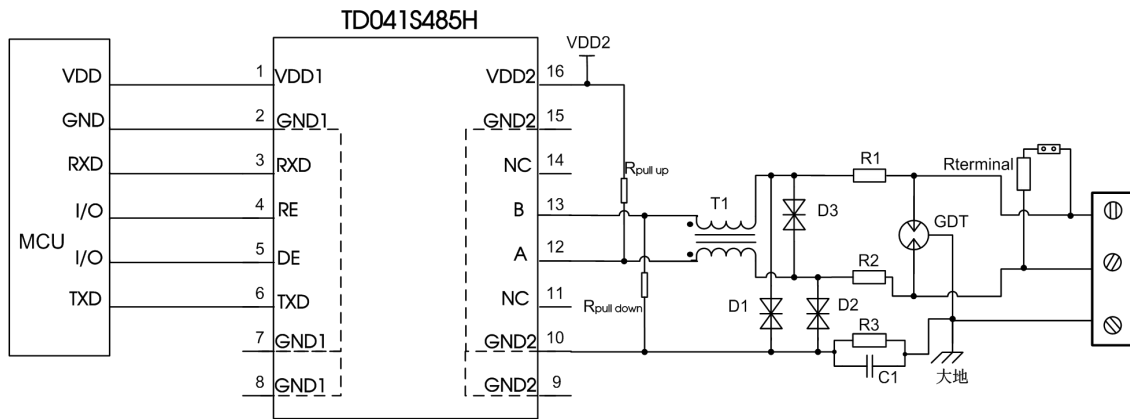 TD041S485H
VDD2
VDD 1 VDD1 VDD2 16
GND 2 GND1 GND2 15
RXD 3 RXD NC 14
Rpull up
R1
Rterminal
I/O 4 RE B 13
T1
D3
GDT
MCU
I/O 5 DE A 12
R2
TXD 6 TXD NC 11
Rpull down
D1
D2
7 GND1 GND2 10
R3
8 GND1 GND2 9
C1
大地